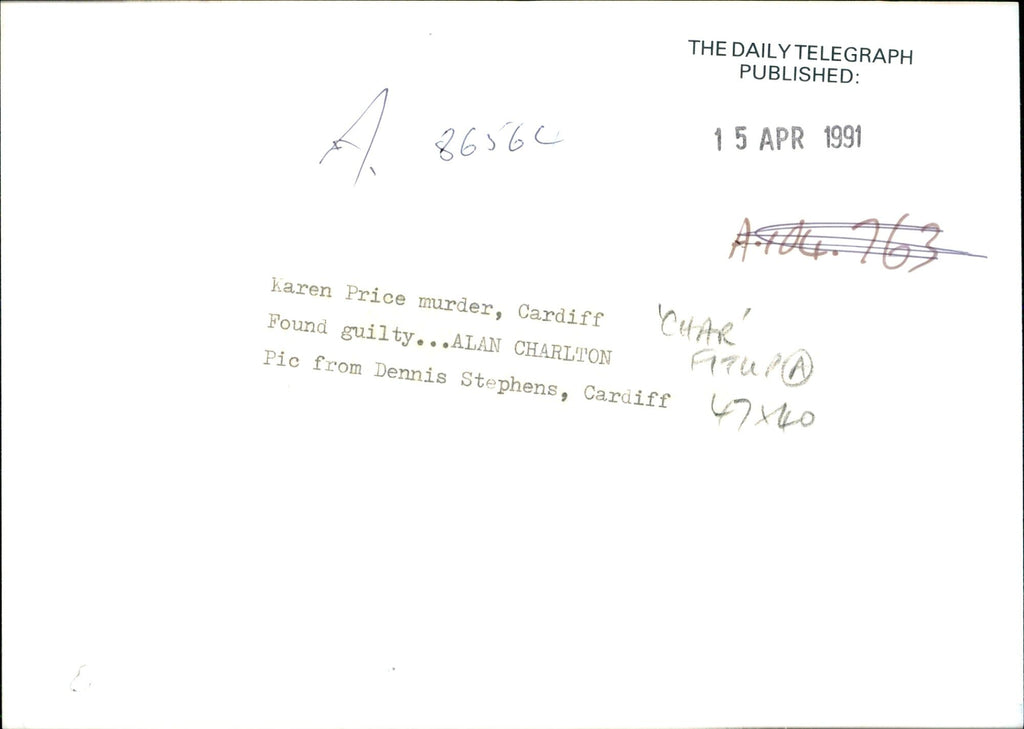 THE DAILY TELEGRAPH
PUBLISHED:
15 APR 1991
A. 8656C
A.104.763
Karen Price murder, Cardiff
Found guilty...ALAN CHARLTON
Pic from Dennis Stephens, Cardiff
'CHAR'
A
47x40